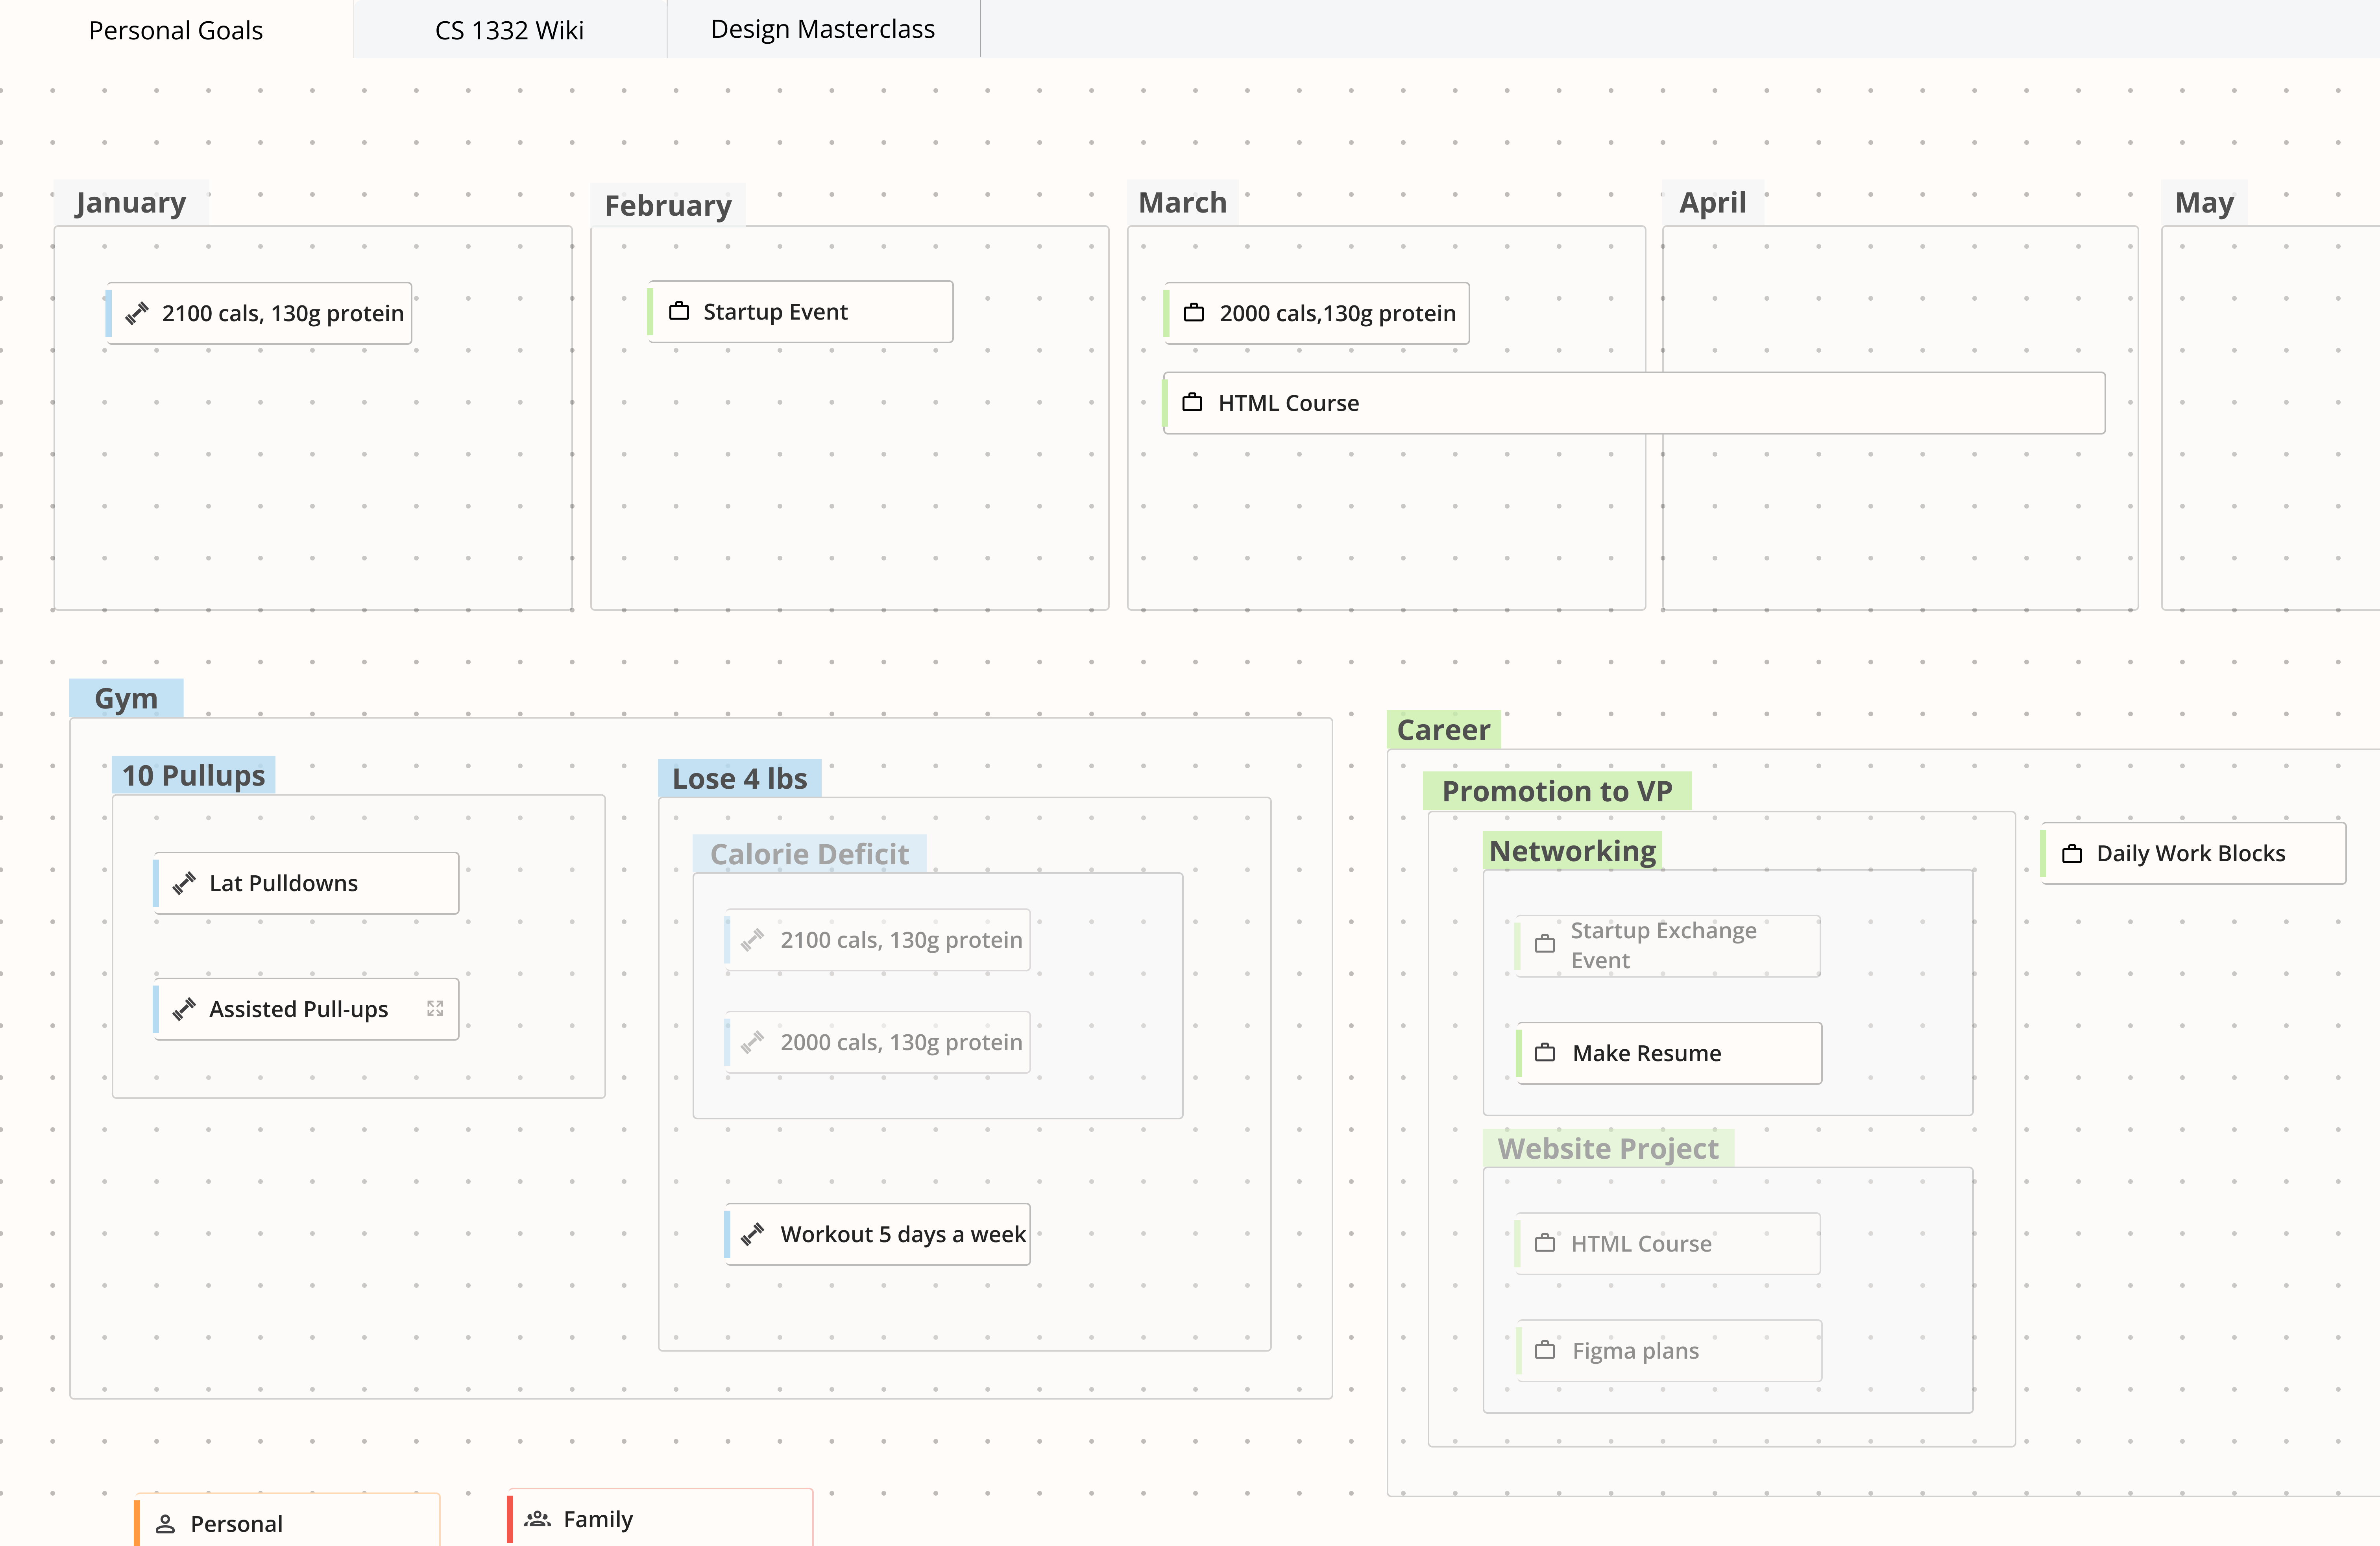 Personal Goals
CS 1332 Wiki
Design Masterclass
January
February
March
April
May
2100 cals, 130g protein
Startup Event
2000 cals,130g protein
HTML Course
Gym
10 Pullups
Lat Pulldowns
Assisted Pull-ups
Lose 4 lbs
Calorie Deficit
2100 cals, 130g protein
2000 cals, 130g protein
Workout 5 days a week
Career
Promotion to VP
Networking
Startup Exchange
Event
Make Resume
Website Project
HTML Course
Figma plans
Daily Work Blocks
Personal
Family